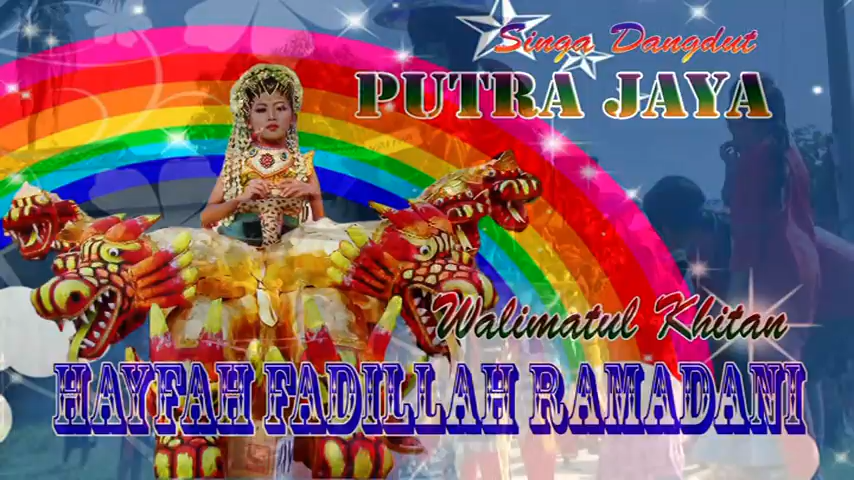 Singa Dangdut
PUTRA JAYA
Walimatul Khitan
HAYFAH FADILLAH RAMADANI